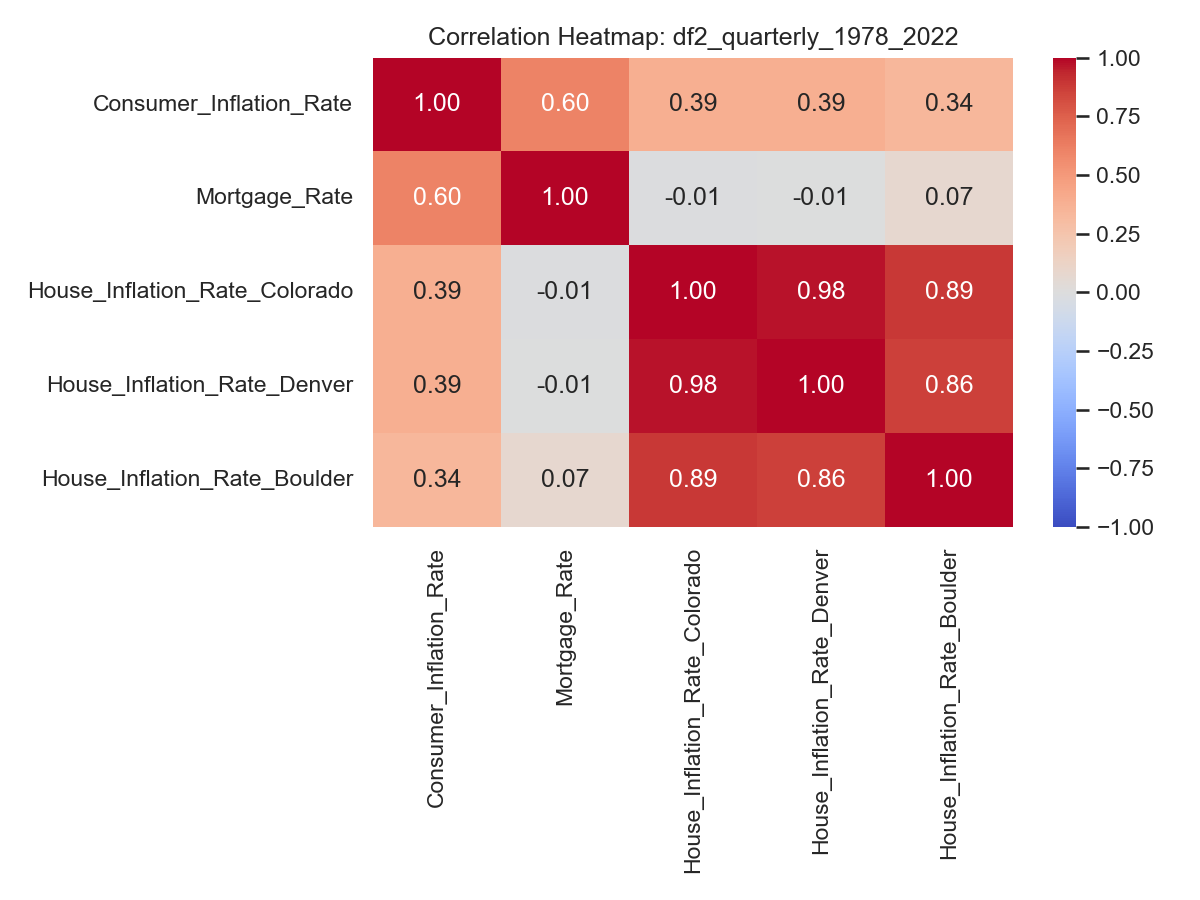 Correlation Heatmap: df2_quarterly_1978_2022
Consumer_Inflation_Rate 1.00 0.60 0.39 0.39 0.34
Mortgage_Rate 0.60 1.00 -0.01 -0.01 0.07
House_Inflation_Rate_Colorado 0.39 -0.01 1.00 0.98 0.89
House_Inflation_Rate_Denver 0.39 -0.01 0.98 1.00 0.86
House_Inflation_Rate_Boulder 0.34 0.07 0.89 0.86 1.00
Consumer_Inflation_Rate
Mortgage_Rate
House_Inflation_Rate_Colorado
House_Inflation_Rate_Denver
House_Inflation_Rate_Boulder
1.00
0.75
0.50
0.25
0.00
−0.25
−0.50
−0.75
−1.00